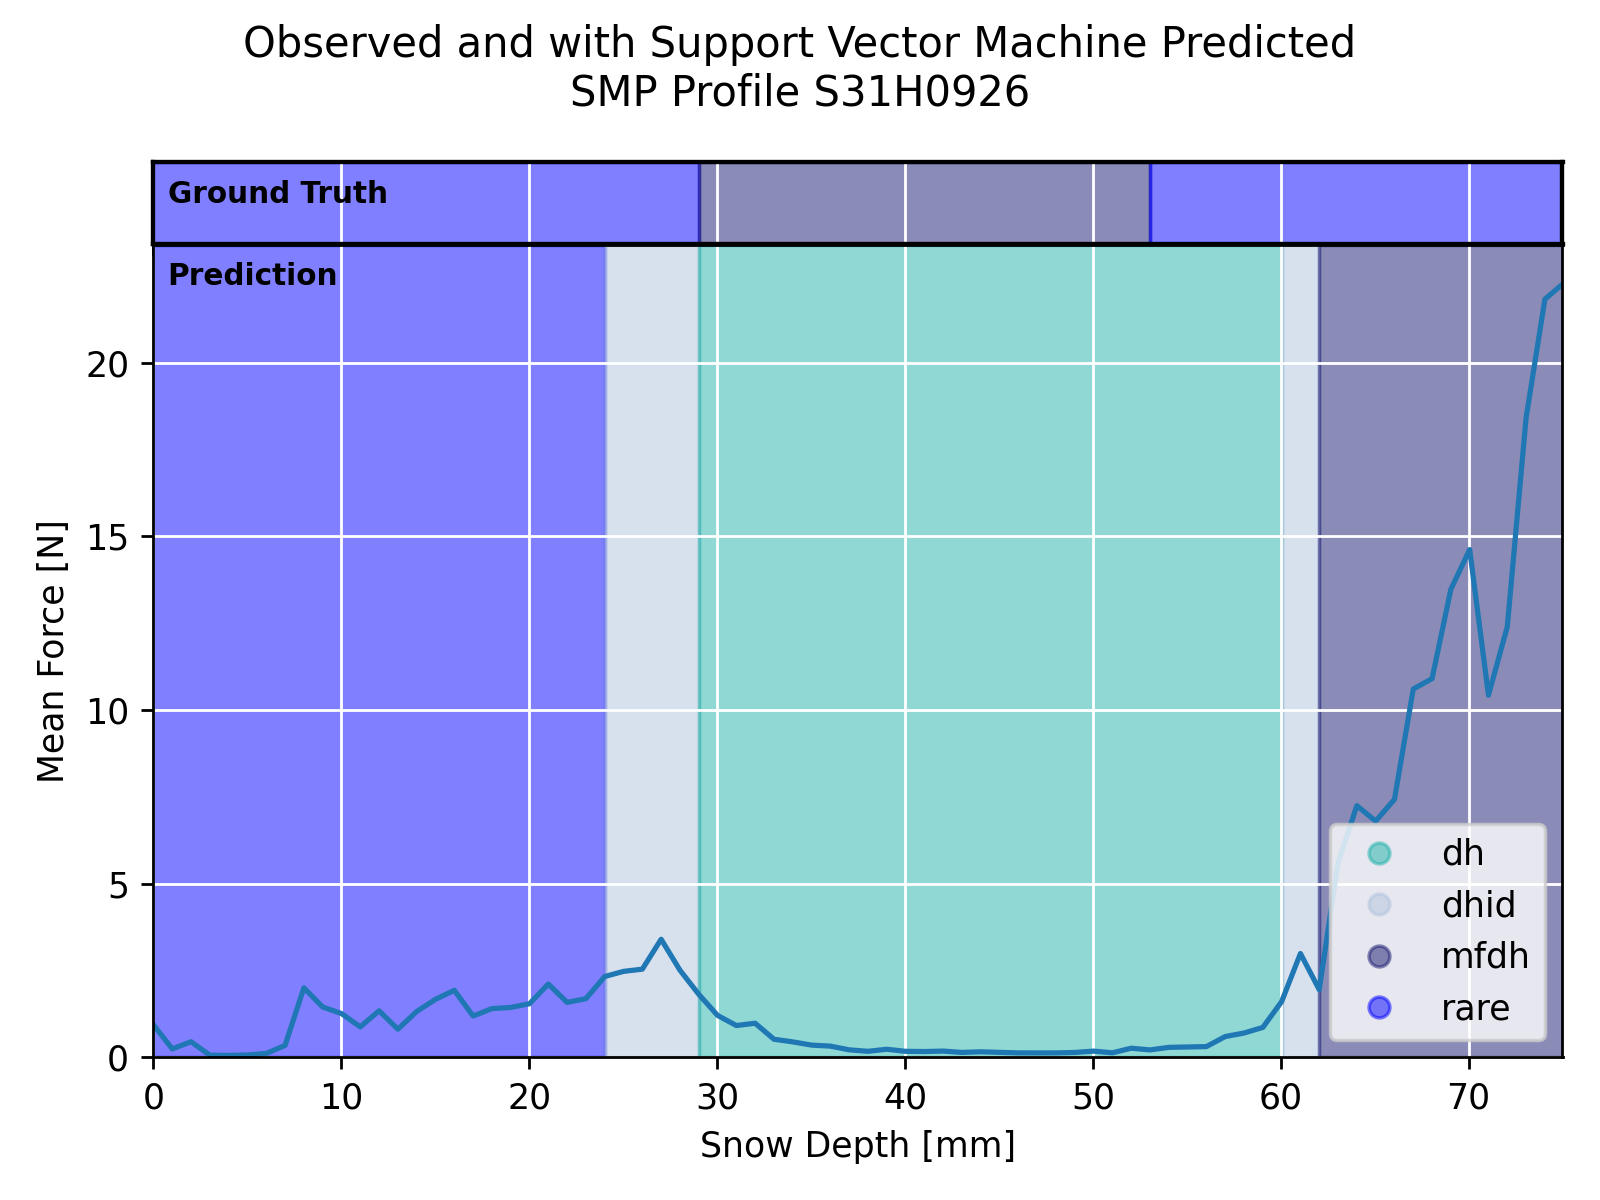 Observed and with Support Vector Machine Predicted
SMP Profile S31H0926
Ground Truth
Prediction
20
15
10
5
0
Mean Force [N]
dh
dhid
mfdh
rare
0 10 20 30 40 50 60 70
Snow Depth [mm]